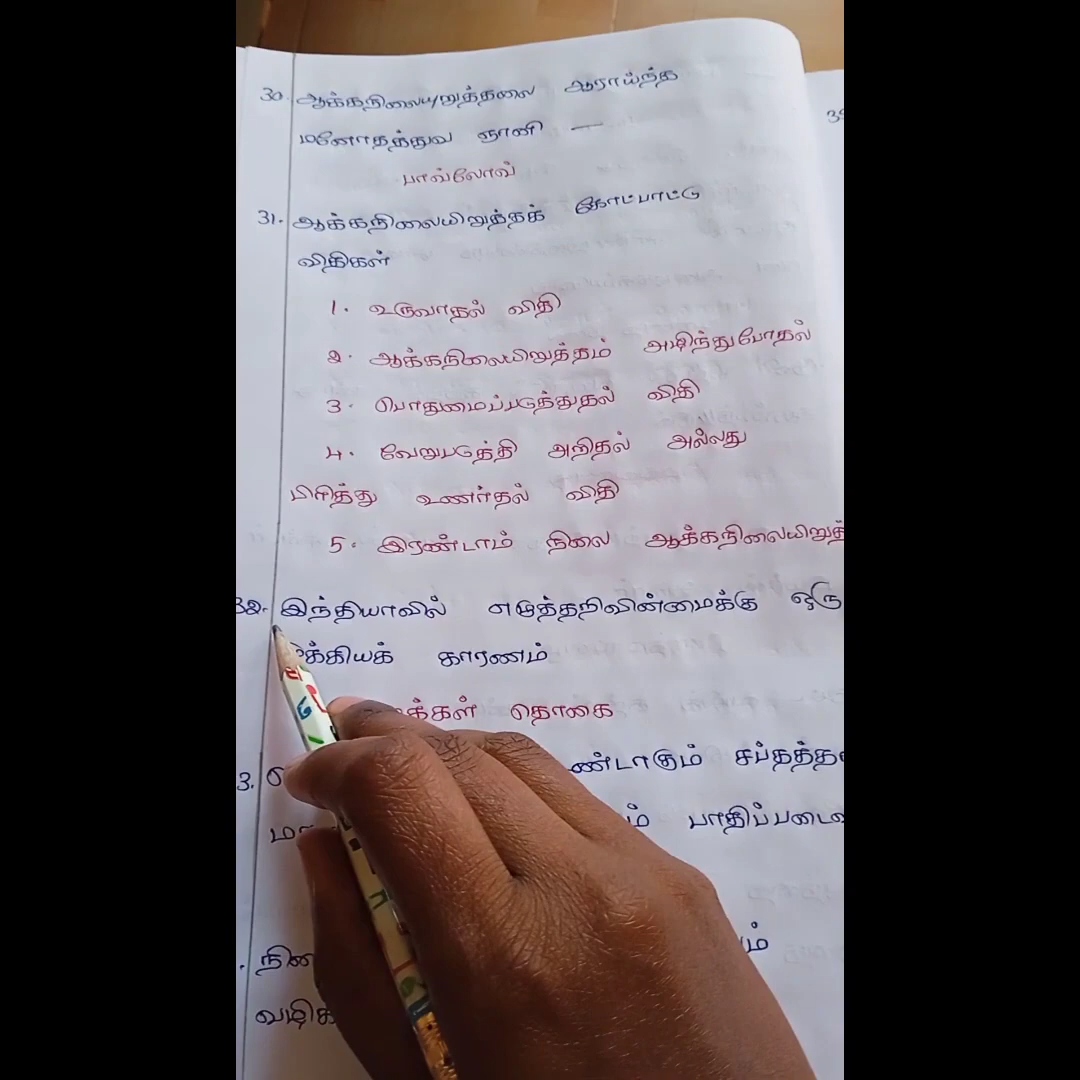 30. ஆக்கநிலையுறுத்தலை ஆராய்ந்த
மனோதத்துவ ஞானி —
பாவ்லோவ்
31. ஆக்கநிலையிறுத்தக் கோட்பாட்டு
விதிகள்
1. உருவாதல் விதி
2. ஆக்கநிலையிறுத்தம் அழிந்துபோதல்
3. பொதுமைப்படுத்துதல் விதி
4. வேறுபடுத்தி அறிதல் அல்லது
பிரித்து உணர்தல் விதி
5. இரண்டாம் நிலை ஆக்கநிலையிறுத்
32. இந்தியாவில் எழுத்தறிவின்மைக்கு ஒரு
காரணம்
தொகை
3. சப்தத்த
பாதிப்படை